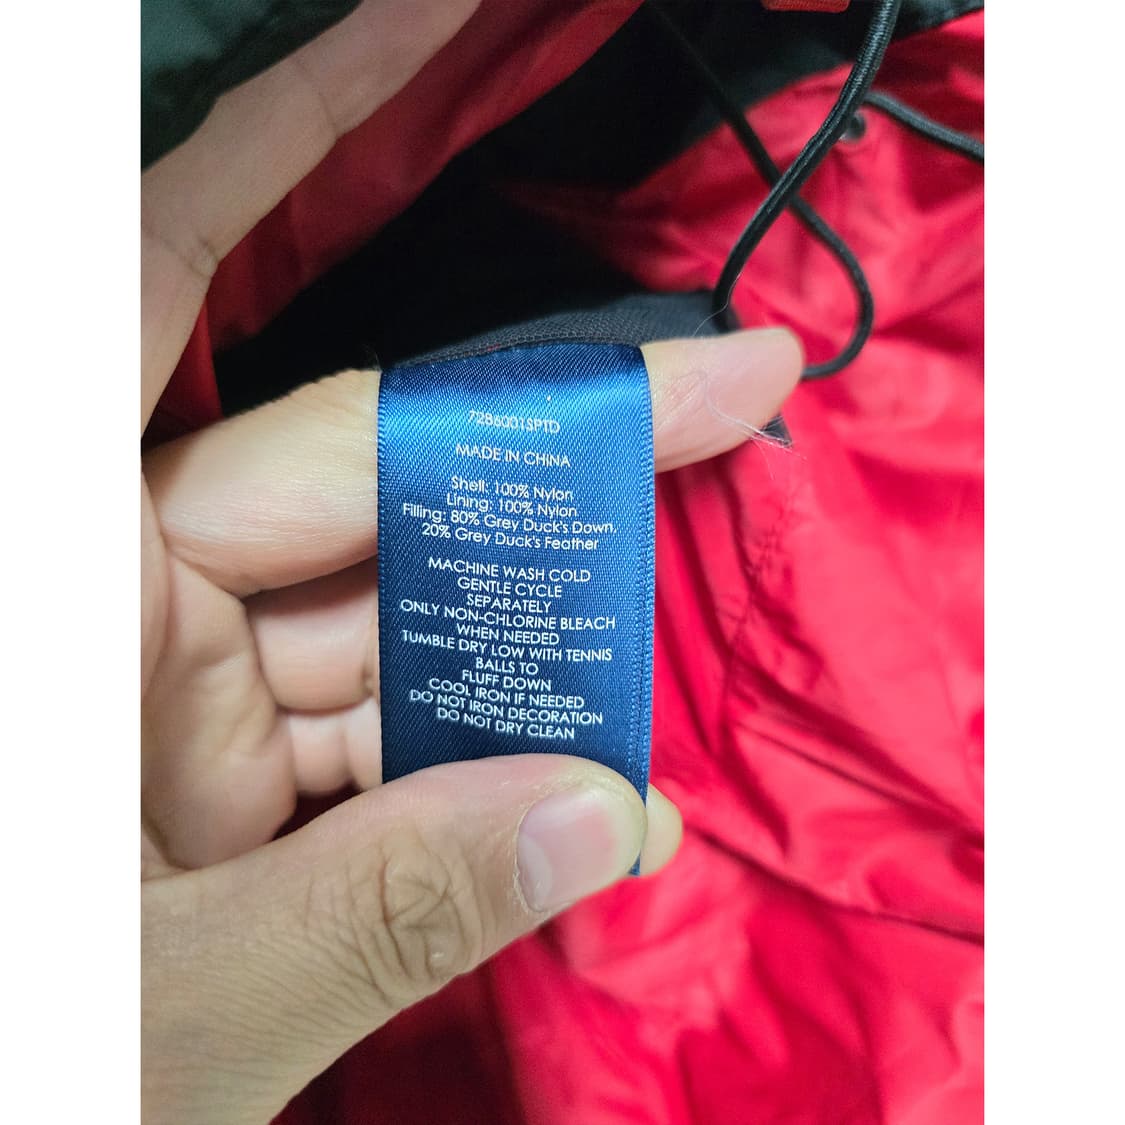 7286001SPTD
MADE IN CHINA
Shell: 100% Nylon
Lining: 100% Nylon
Filling: 80% Grey Duck's Down,
20% Grey Duck's Feather
MACHINE WASH COLD
GENTLE CYCLE
SEPARATELY
ONLY NON-CHLORINE BLEACH
WHEN NEEDED
TUMBLE DRY LOW WITH TENNIS
BALLS TO
FLUFF DOWN
COOL IRON IF NEEDED
DO NOT IRON DECORATION
DO NOT DRY CLEAN